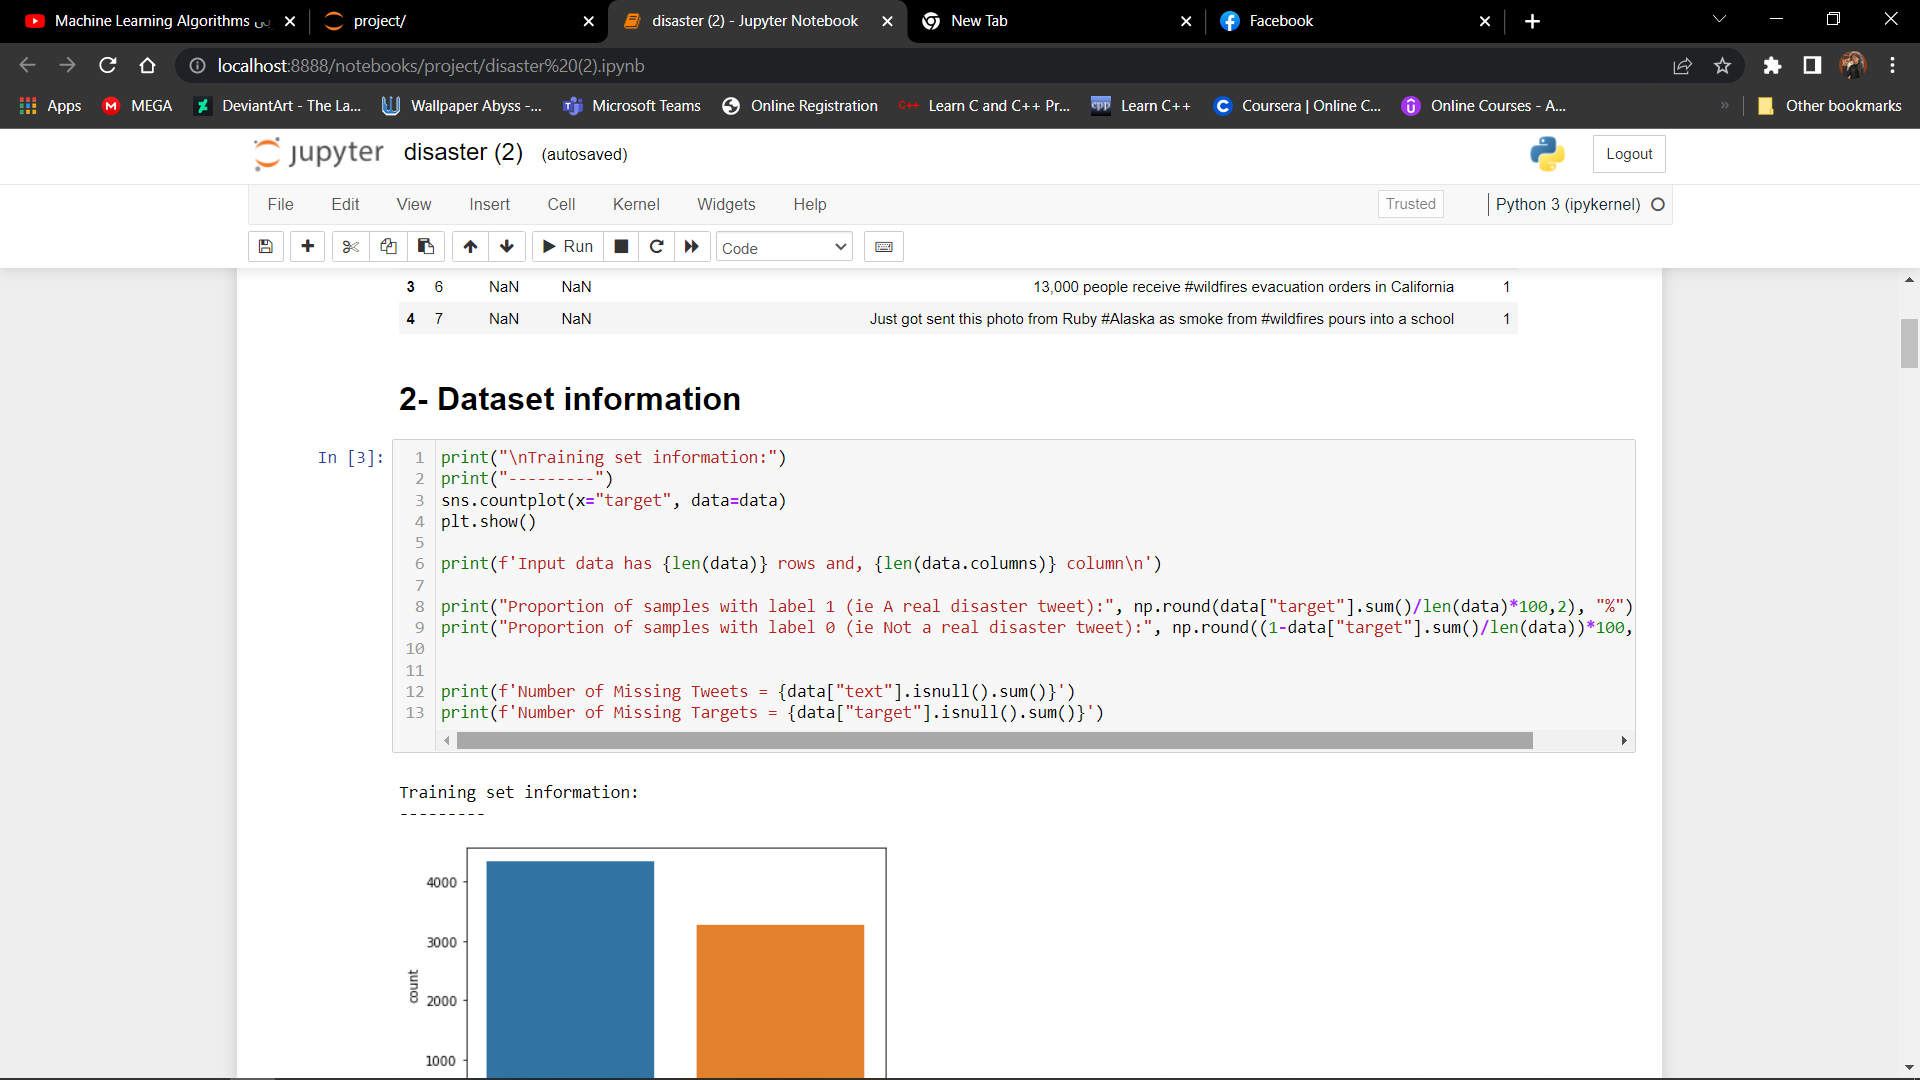 Machine Learning Algorithms بى
project/
disaster (2) - Jupyter Notebook
New Tab
Facebook
localhost:8888/notebooks/project/disaster%20(2).ipynb
Apps
MEGA
DeviantArt - The La...
Wallpaper Abyss -...
Microsoft Teams
Online Registration
C++ Learn C and C++ Pr...
cpp Learn C++
Coursera | Online C...
Online Courses - A...
»
Other bookmarks
jupyter disaster (2) (autosaved)
Logout
File Edit View Insert Cell Kernel Widgets Help
Trusted
Python 3 (ipykernel)
Run
Code
3 6 NaN NaN 13,000 people receive #wildfires evacuation orders in California 1
4 7 NaN NaN Just got sent this photo from Ruby #Alaska as smoke from #wildfires pours into a school 1
2- Dataset information
In [3]:
1 print("\nTraining set information:")
2 print("---------")
3 sns.countplot(x="target", data=data)
4 plt.show()
5
6 print(f'Input data has {len(data)} rows and, {len(data.columns)} column\n')
7
8 print("Proportion of samples with label 1 (ie A real disaster tweet):", np.round(data["target"].sum()/len(data)*100,2), "%")
9 print("Proportion of samples with label 0 (ie Not a real disaster tweet):", np.round((1-data["target"].sum()/len(data))*100,
10
11
12 print(f'Number of Missing Tweets = {data["text"].isnull().sum()}')
13 print(f'Number of Missing Targets = {data["target"].isnull().sum()}')
Training set information:
---------
4000
3000
count
2000
1000